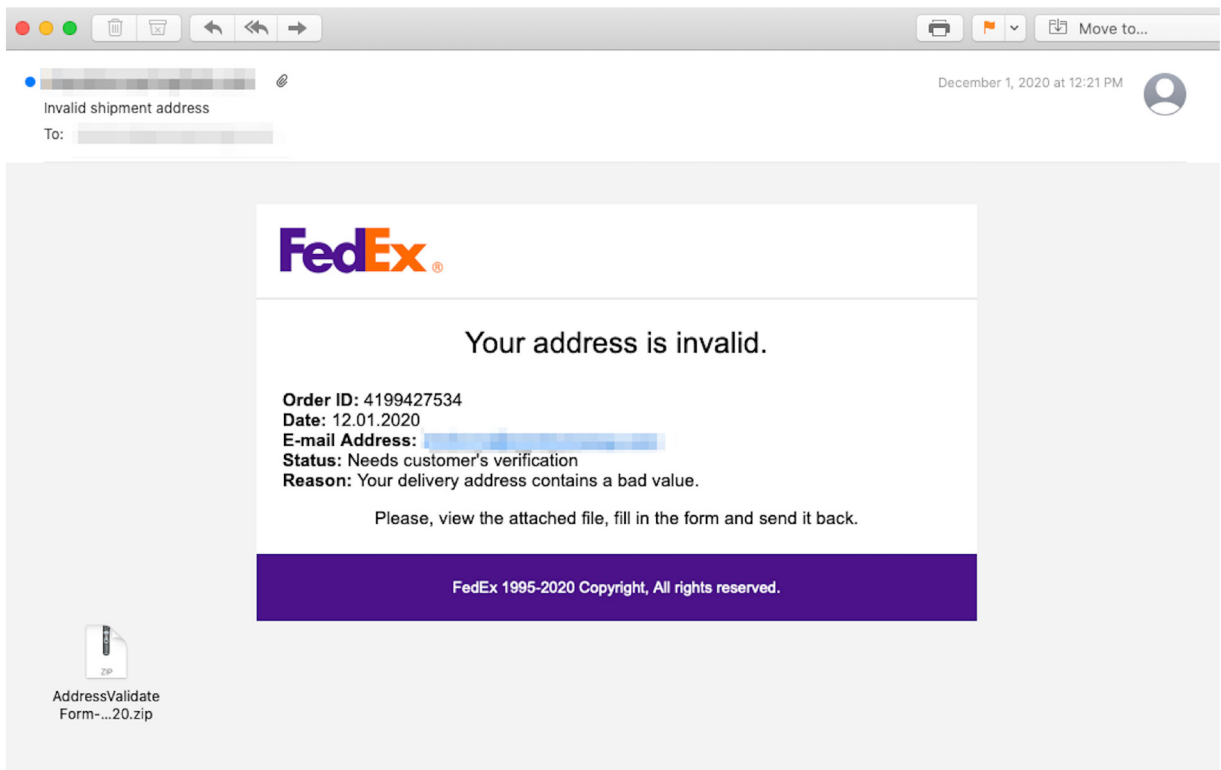 Move to...
December 1, 2020 at 12:21 PM
Invalid shipment address
To:
FedEx®
Your address is invalid.
Order ID: 4199427534
Date: 12.01.2020
E-mail Address:
Status: Needs customer's verification
Reason: Your delivery address contains a bad value.
Please, view the attached file, fill in the form and send it back.
FedEx 1995-2020 Copyright, All rights reserved.
ZIP
AddressValidate
Form-...20.zip